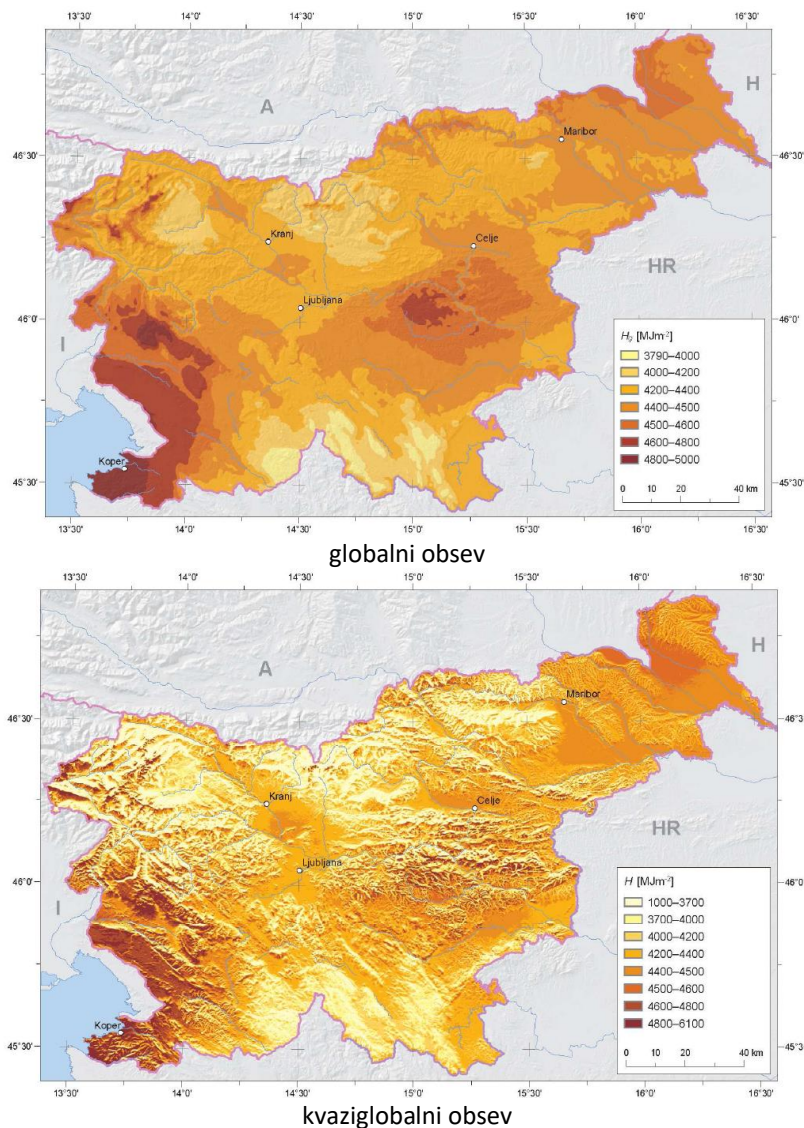 13°30' 14°0' 14°30' 15°0' 15°30' 16°0' 16°30'
A
H
Maribor
46°30' 46°30'
Kranj
Celje
HR
Ljubljana
46°0' 46°0'
I
Hg [MJm-2]
3790–4000
4000–4200
4200–4400
4400–4500
4500–4600
4600–4800
4800–5000
Koper
0 20 40 km
45°30' 45°30'
13°30' 14°0' 14°30' 15°0' 15°30' 16°0' 16°30'
globalni obsev
13°30' 14°0' 14°30' 15°0' 15°30' 16°0' 16°30'
A
H
Maribor
46°30' 46°30'
Kranj
Celje
HR
Ljubljana
46°0' 46°0'
I
H [MJm-2]
1000–3700
3700–4000
4000–4200
4200–4400
4400–4500
4500–4600
4600–4800
4800–6100
Koper
0 20 40 km
45°30' 45°30'
13°30' 14°0' 14°30' 15°0' 15°30' 16°0' 16°30'
kvaziglobalni obsev